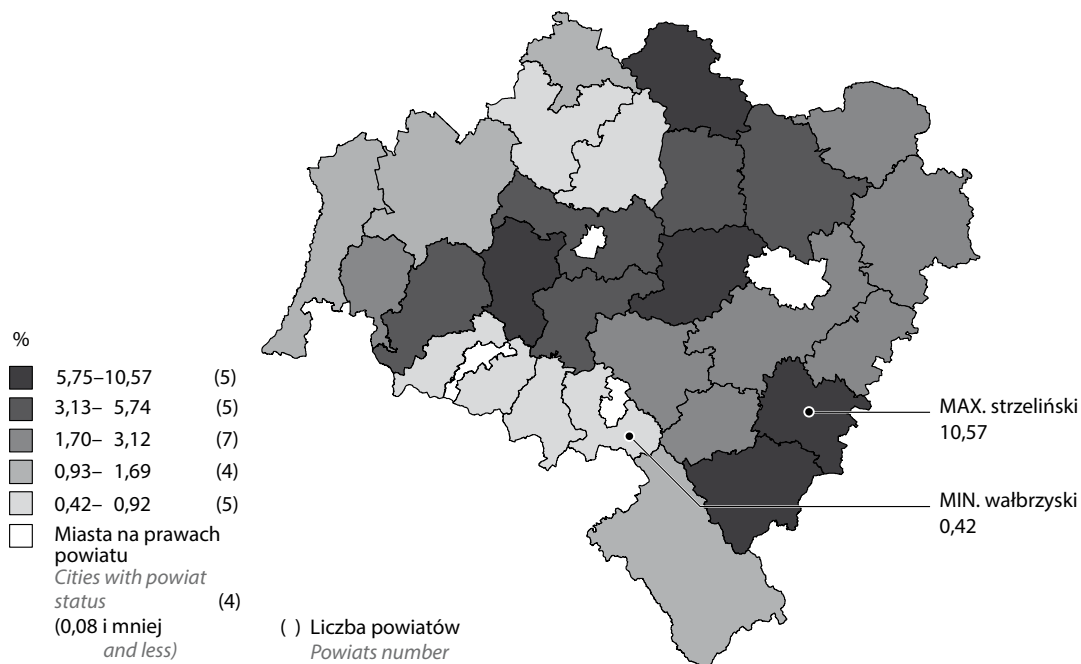 %
5,75–10,57 (5)
3,13– 5,74 (5)
1,70– 3,12 (7)
0,93– 1,69 (4)
0,42– 0,92 (5)
Miasta na prawach
powiatu
Cities with powiat
status (4)
(0,08 i mniej
and less)
( ) Liczba powiatów
Powiats number
MAX. strzeliński
10,57
MIN. wałbrzyski
0,42